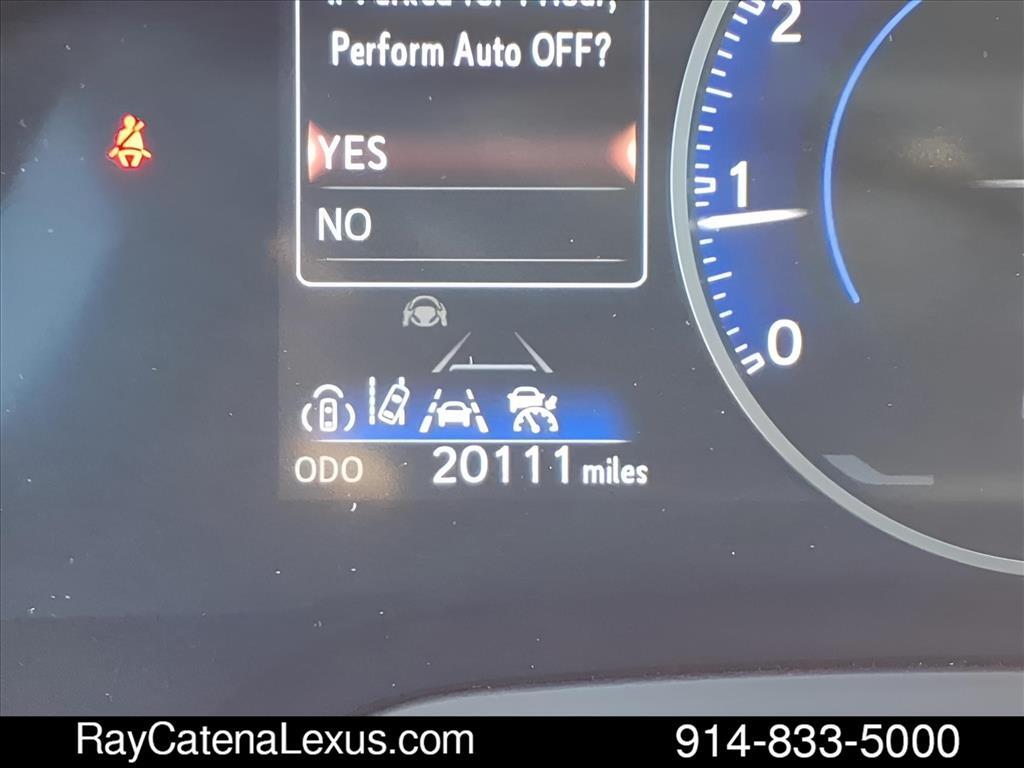 Perform Auto OFF?
YES
NO
2
1
0
ODO 20111 miles
RayCatenaLexus.com 914-833-5000